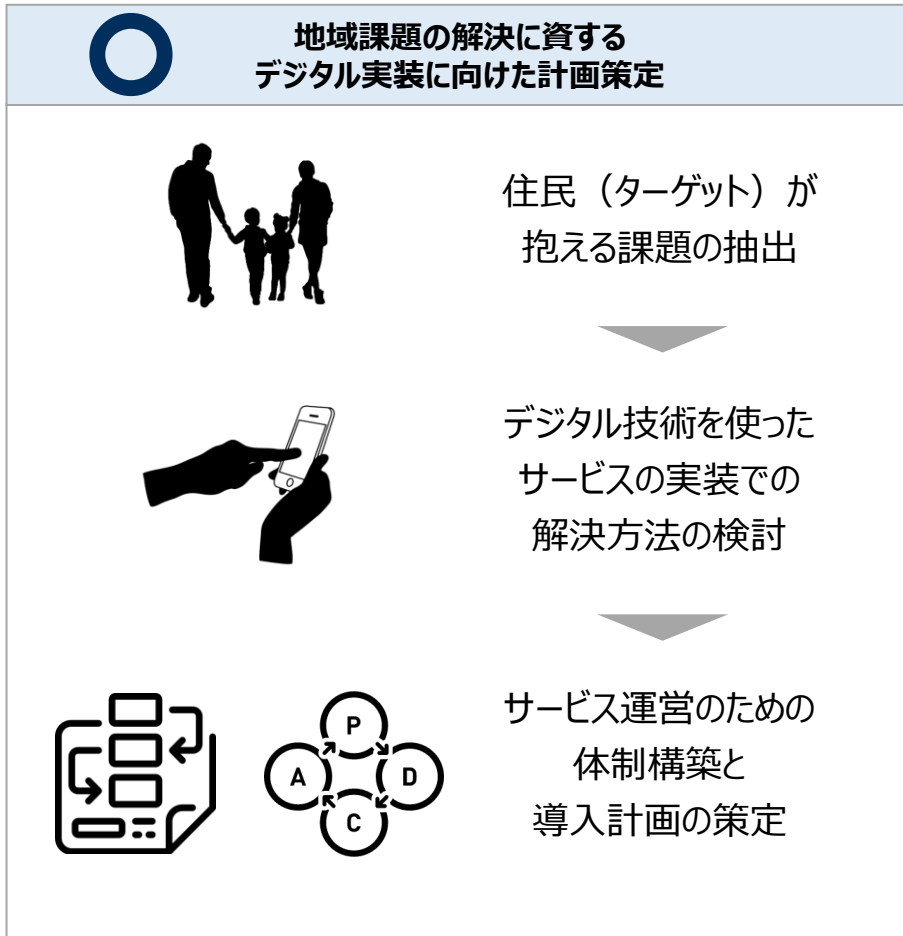 地域課題の解決に資する
デジタル実装に向けた計画策定
住民（ターゲット）が
抱える課題の抽出
デジタル技術を使った
サービスの実装での
解決方法の検討
サービス運営のための
体制構築と
導入計画の策定
P
A
D
C